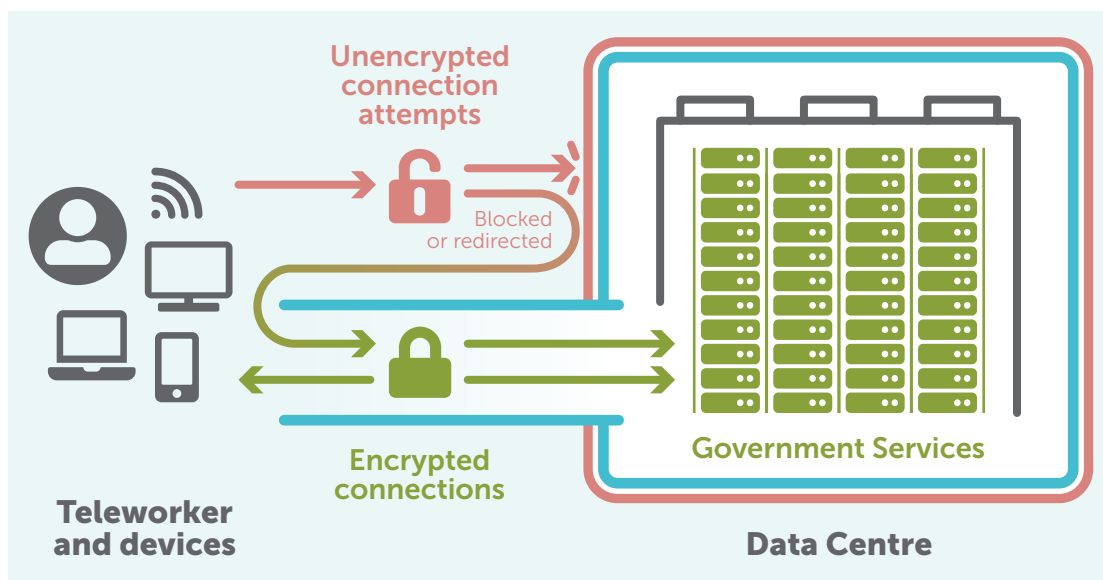 Unencrypted
connection
attempts
Blocked
or redirected
Encrypted
connections
Government Services
Teleworker
and devices
Data Centre